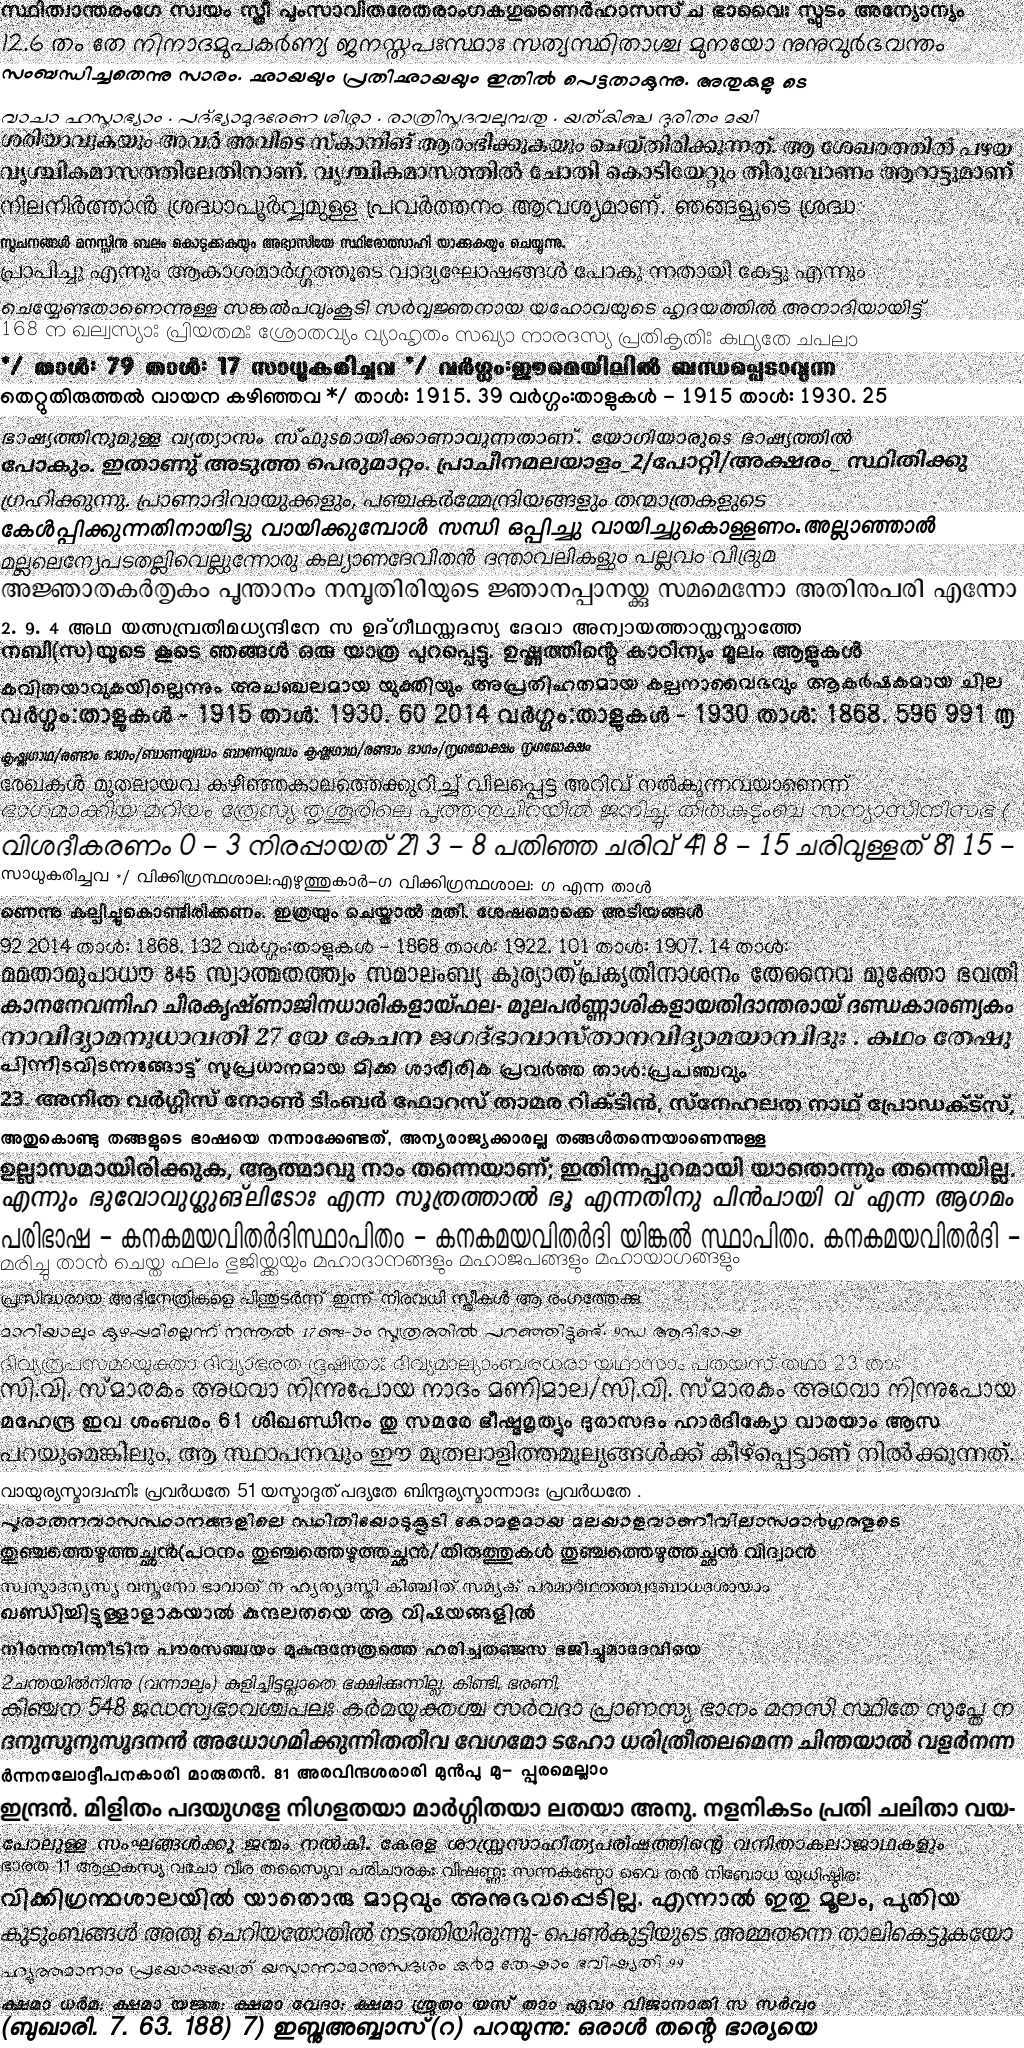 സ്ഥിത്വാന്തരംഗേ സ്വയം സ്ത്രീ പുംസാവിതരേതരാംഗകഗുണൈർഹാസസ് ച ഭാവൈഃ സ്ഫുടം അന്യോന്യം
12.6 തം തേ നിനാദമുപകർണ്യ ജനസ്സപഃസ്ഥാഃ സത്യസ്ഥിതാശ്ച മുനയോ നുനുവുർഭവന്തം
സംബന്ധിച്ചതെന്നു സാരം. ഛായയും പ്രതിഛായയും ഇതിൽ പെട്ടതാകുന്നു. അതുകളു ടെ
വാചാ ഹസ്താഭ്യാം . പദ്ഭ്യാമുദരേണ ശിശ്നാ . രാത്രിസ്തദവലുമ്പതു . യത്കിഞ്ച ദുരിതം മയി
ശരിയാവുകയും അവർ അവിടെ സ്കാനിങ് ആരംഭിക്കുകയും ചെയ്തിരിക്കുന്നത്. ആ ശേഖരത്തിൽ പഴയ
വൃശ്ചികമാസത്തിലേതിനാണ്. വൃശ്ചികമാസത്തിൽ ചോതി കൊടിയേറ്റും തിരുവോണം ആറാട്ടുമാണ്
നിലനിർത്താൻ ശ്രദ്ധാപൂർവ്വമുള്ള പ്രവർത്തനം ആവശ്യമാണ്. ഞങ്ങളുടെ ശ്രദ്ധ
സൂചനങ്ങൾ മനസ്സിനു ബലം കൊടുക്കുകയും അഭ്യാസിയേ സ്ഥിരോത്സാഹി യാക്കുകയും ചെയ്യുന്നു.
പ്രാപിച്ചു എന്നും ആകാശമാർഗ്ഗത്തൂടെ വാദ്യഘോഷങ്ങൾ പോകു ന്നതായി കേട്ടു എന്നും
ചെയ്യേണ്ടതാണെന്നുള്ള സങ്കൽപവുംകൂടി സർവ്വജ്ഞനായ യഹോവയുടെ ഹൃദയത്തിൽ അനാദിയായിട്ട്
168 ന ഖല്വസ്യാഃ പ്രിയതമഃ ശ്രോതവ്യം വ്യാഹൃതം സഖ്യാ നാരദസ്യ പ്രതികൃതിഃ കഥ്യതേ ചപലാ
*/ താൾ: 79 താൾ: 17 സാധൂകരിച്ചവ */ വർഗ്ഗം:ഈമെയിലിൽ ബന്ധപ്പെടാവുന്ന
തെറ്റുതിരുത്തൽ വായന കഴിഞ്ഞവ */ താൾ: 1915. 39 വർഗ്ഗം:താളുകൾ - 1915 താൾ: 1930. 25
ഭാഷ്യത്തിനുമുള്ള വ്യത്യാസം സ്ഫുടമായിക്കാണാവുന്നതാണ്. യോഗിയാരുടെ ഭാഷ്യത്തിൽ
പോകും. ഇതാണു് അടുത്ത പെരുമാറ്റം. പ്രാചീനമലയാളം_2/പോറ്റി/അക്ഷരം_ സ്ഥിതിക്കു
ഗ്രഹിക്കുന്നു. പ്രാണാദിവായുക്കളും, പഞ്ചകർമ്മേന്ദ്രിയങ്ങളും തന്മാത്രകളുടെ
കേൾപ്പിക്കുന്നതിനായിട്ടു വായിക്കുമ്പോൾ സന്ധി ഒപ്പിച്ചു വായിച്ചുകൊള്ളണം.അല്ലാഞ്ഞാൽ
മല്ലലെന്യേപടതല്ലിവെല്ലുന്നോരു കല്യാണദേവിതൻ ദന്താവലികളും പല്ലവം വിദ്രുമ
അജ്ഞാതകർതൃകം പൂന്താനം നമ്പൂതിരിയുടെ ജ്ഞാനപ്പാനയ്ക്കു സമമെന്നോ അതിനുപരി എന്നോ
2. 9. 4 അഥ യത്സമ്പ്രതിമധ്യന്ദിനേ സ ഉദ്ഗീഥസ്തദസ്യ ദേവാ അന്വായത്താസ്തസ്മാത്തേ
നബി(സ)യൂടെ കൂടെ ഞങ്ങൾ ഒരു യാത്ര പുറപ്പെട്ടു. ഉഷ്ണത്തിന്റെ കാഠിന്യം മൂലം ആളുകൾ
കവിതയാവുകയില്ലെന്നും അചഞ്ചലമായ യുക്തിയും അപ്രതിഹതമായ കല്പനാവൈഭവും ആകർഷകമായ ചില
വർഗ്ഗം:താളുകൾ - 1915 താൾ: 1930. 60 2014 വർഗ്ഗം:താളുകൾ - 1930 താൾ: 1868. 596 991 തൃ
കൃഷ്ണഗാഥ/രണ്ടാം ഭാഗം/ബാണയുദ്ധം ബാണയുദ്ധം കൃഷ്ണഗാഥ/രണ്ടാം ഭാഗം/നൃഗമോക്ഷം നൃഗമോക്ഷം
രേഖകൾ മുതലായവ കഴിഞ്ഞകാലത്തെക്കുറിച്ച് വിലപ്പെട്ട അറിവ് നൽകുന്നവയാണെന്ന്
ഭാഗമാക്കിയ മറിയം ത്രേസ്യ തൃശൂരിലെ പുത്തൻചിറയിൽ ജനിച്ചു. തിരുകുടുംബ സന്യാസിനിസഭ (
വിശദീകരണം 0 – 3 നിരപ്പായത് 2] 3 – 8 പതിഞ്ഞ ചരിവ് 4] 8 – 15 ചരിവുള്ളത് 8] 15 –
സാധുകരിച്ചവ */ വിക്കിഗ്രന്ഥശാല:എഴുത്തുകാർ-ഗ വിക്കിഗ്രന്ഥശാല: ഗ എന്ന താൾ
ണെന്നു കല്പിച്ചുകൊണ്ടിരിക്കണം. ഇത്രയും ചെയ്താൽ മതി. ശേഷമൊക്കെ അടിയങ്ങൾ
92 2014 താൾ: 1868. 132 വർഗ്ഗം:താളുകൾ - 1868 താൾ: 1922. 101 താൾ: 1907. 14 താൾ:
മമതാമുപാധൗ 845 സ്വാത്മതത്ത്വം സമാലംബ്യ കുര്യാത്പ്രകൃതിനാശനം തേനൈവ മുക്തോ ഭവതി
കാനനേവന്നിഹ ചീരകൃഷ്ണാജിനധാരികളായ്ഫല- മൂലപർണ്ണാശികളായതിദാന്തരായ് ദണ്ഡകാരണ്യകം
നാവിദ്യാമനുധാവതി 27 യേ കേചന ജഗദ്ഭാവാസ്താനവിദ്യാമയാന്വിദുഃ . കഥം തേഷു
പിന്നീടവിടന്നങ്ങോട്ട് സുപ്രധാനമായ മിക്ക ശാരീരിക പ്രവർത്ത താൾ:പ്രപഞ്ചവും
23. അനിത വർഗ്ഗീസ് നോൺ ടിംബർ ഫോറസ് താമര റിക്ടിൻ, സ്നേഹലത നാഥ് പ്രോഡക്ട്സ്,
അതുകൊണ്ടു തങ്ങളുടെ ഭാഷയെ നന്നാക്കേണ്ടത്, അന്യരാജ്യക്കാരല്ല തങ്ങൾതന്നെയാണെന്നുള്ള
ഉല്ലാസമായിരിക്കുക, ആത്മാവു നാം തന്നെയാണ്; ഇതിന്നപ്പുറമായി യാതൊന്നും തന്നെയില്ല.
എന്നും ഭുവോവുഗ്ലുങ്ലിടോഃ എന്ന സൂത്രത്താൽ ഭൂ എന്നതിനു പിൻപായി വ് എന്ന ആഗമം
പരിഭാഷ – കനകമയവിതർദിസ്ഥാപിതം – കനകമയവിതർദി യിങ്കൽ സ്ഥാപിതം. കനകമയവിതർദി –
മരിച്ചു താൻ ചെയ്ത ഫലം ഭുജിയ്ക്കയും മഹാദാനങ്ങളും മഹാജപങ്ങളും മഹായാഗങ്ങളും
പ്രസിദ്ധരായ അഭിനേത്രികളെ പിന്തുടർന്ന് ഇന്ന് നിരവധി സ്ത്രീകൾ ആ രംഗത്തേക്കു
മാറിയാലും കുഴപ്പമില്ലെന്ന് നന്നൂൽ 17-ാം സൂത്രത്തിൽ പറഞ്ഞിട്ടുണ്ട്. ആദിഭാഷ
ദിവ്യരൂപസമായുക്താ ദിവ്യാഭരത ഭൂഷിതാഃ ദിവ്യമാല്യാംബരധരാ യഥാസാം പതയസ് തഥാ 23 താഃ
സി.വി. സ്മാരകം അഥവാ നിന്നുപോയ നാദം മണിമാല/സി.വി. സ്മാരകം അഥവാ നിന്നുപോയ
മഹേന്ദ്ര ഇവ ശംബരം 61 ശിഖണ്ഡിനം തു സമരേ ഭീഷ്മമൃത്യും ദുരാസദം ഹാർദിക്യോ വാരയാം ആസ
പറയുമെങ്കിലും, ആ സ്ഥാപനവും ഈ മുതലാളിത്തമൂല്യങ്ങൾക്ക് കീഴ്പ്പെട്ടാണ് നിൽക്കുന്നത്.
വായുര്യസ്മാദ്വഹ്നിഃ പ്രവർധതേ 51 യസ്മാദുത്പദ്യതേ ബിന്ദുര്യസ്മാന്നാദഃ പ്രവർധതേ .
പുരാതനവാസസ്ഥാനങ്ങളിലെ സ്ഥിതിയോടുകൂടി കോമളമായ മലയാളവാണീവിലാസമാർഗ്ഗങ്ങളുടെ
തുഞ്ചത്തെഴുത്തച്ഛൻ(പഠനം തുഞ്ചത്തെഴുത്തച്ഛൻ/തിരുത്തുകൾ തുഞ്ചത്തെഴുത്തച്ഛൻ വിദ്വാൻ
സ്വസ്മാദന്യസ്യ വസ്തുനോ ഭാവാത് ന ഹ്യന്യദസ്തി കിഞ്ചിത് സമ്യക് പരമാർഥതത്ത്വബോധദശായാം
ഖണ്ഡിയിട്ടുള്ളാളാകയാൽ കുന്ദലതയെ ആ വിഷയങ്ങളിൽ
നിരന്നുനിന്നീടിന പൗരസഞ്ചയം മുകുന്ദനേത്രത്തെ ഹരിച്ചതഞ്ജസ ഭജിച്ചുമാദേവിയെ
2ചന്തയിൽനിന്നു (വന്നാലും) കുളിച്ചിട്ടല്ലാതെ ഭക്ഷിക്കുന്നില്ല. കിണ്ടി, ഭരണി,
കിഞ്ചന 548 ജഡസ്വഭാവശ്ചപലഃ കർമയുക്തശ്ച സർവദാ പ്രാണസ്യ ഭാനം മനസി സ്ഥിതേ സുപ്തേ ന
ദനുസൂനുസൂദനൻ അധോഗമിക്കുന്നിതതീവ വേഗമോ ടഹോ ധരിത്രീതലമെന്ന ചിന്തയാൽ വളർനന്ന
ർന്നനലോദ്ദീപനകാരി മാരുതൻ. 81 അരവിന്ദശരാരി മുൻപു മു- പ്പുരമെല്ലാം
ഇന്ദ്രൻ. മിളിതം പദയുഗളേ നിഗളതയാ മാർഗ്ഗിതയാ ലതയാ അനു. നളനികടം പ്രതി ചലിതാ വയ-
പോലുള്ള സംഘങ്ങൾക്കു ജന്മം നൽകി. കേരള ശാസ്ത്രസാഹിത്യപരിഷത്തിന്റെ വനിതാകലാജാഥകളും
ഭാരത 11 ആഹുകസ്യ വചോ വീര തസ്യൈവ പരിചാരകഃ വിഷണ്ണഃ സന്നകണ്ഠോ വൈ തൻ നിബോധ യുധിഷ്ഠിരഃ
വിക്കിഗ്രന്ഥശാലയിൽ യാതൊരു മാറ്റവും അനുഭവപ്പെടില്ല. എന്നാൽ ഇതു മൂലം, പുതിയ
കുടുംബങ്ങൾ അതു ചെറിയതോതിൽ നടത്തിയിരുന്നു- പെൺകുട്ടിയുടെ അമ്മതന്നെ താലികെട്ടുകയോ
പ്രയോജയേത് യസ്മാന്നാമാനുസദൃശം കർമ തേഷാം ഭവിഷ്യതി 99
ക്ഷമാ ധർമഃ ക്ഷമാ യജ്ഞഃ ക്ഷമാ വേദാഃ ക്ഷമാ ശ്രുതം യസ് താം ഏവം വിജാനാതി സ സർവം
(ബുഖാരി. 7. 63. 188) 7) ഇബ്നുഅബ്ബാസ്(റ) പറയുന്നു: ഒരാൾ തന്റെ ഭാര്യയെ